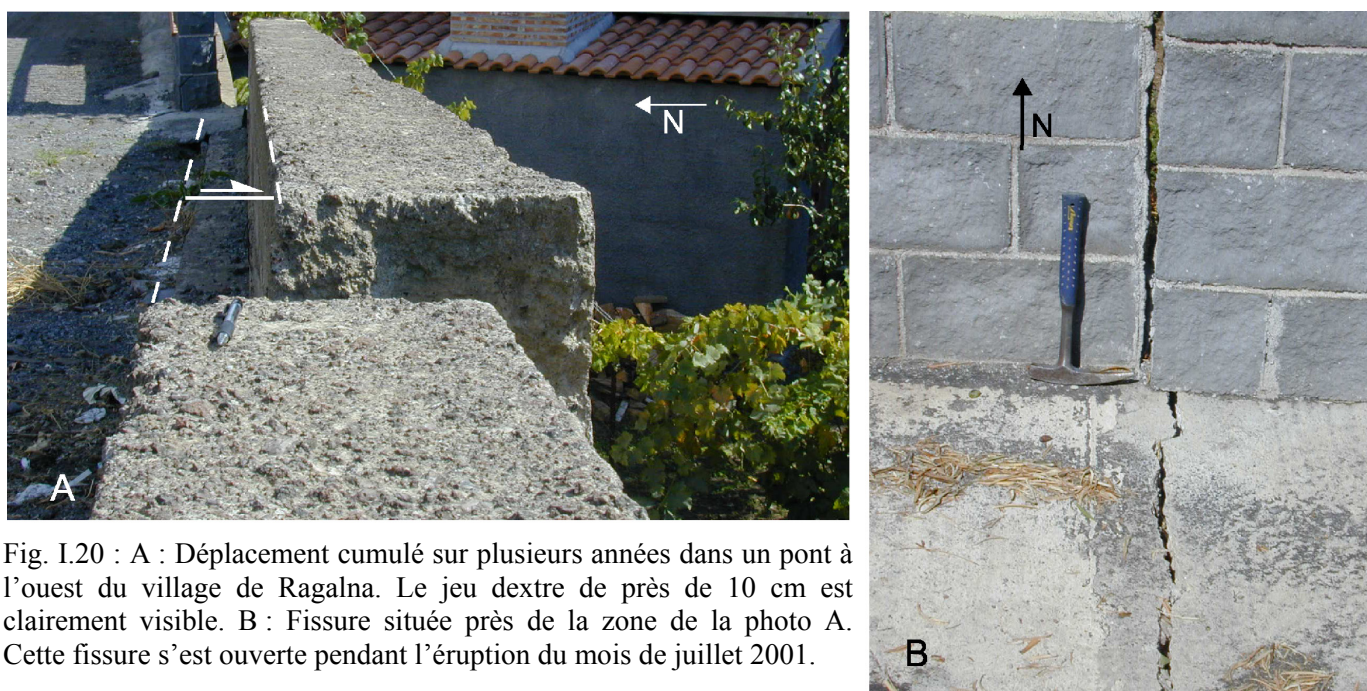 N
A
N
B
Fig. I.20 : A : Déplacement cumulé sur plusieurs années dans un pont à
l’ouest du village de Ragalna. Le jeu dextre de près de 10 cm est
clairement visible. B : Fissure située près de la zone de la photo A.
Cette fissure s’est ouverte pendant l’éruption du mois de juillet 2001.